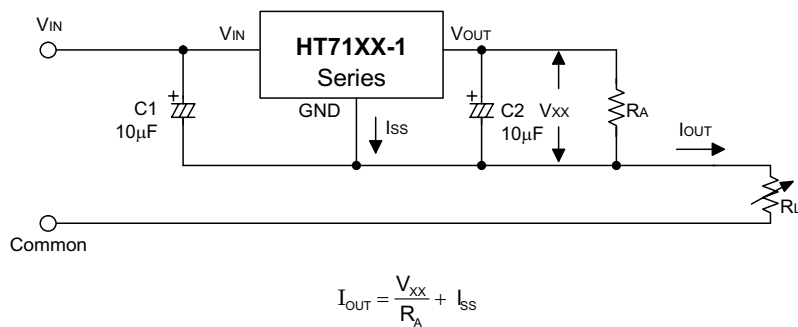 VIN
VIN
HT71XX-1
Series
VOUT
GND
C1
10μF
ISS
C2
10μF
VXX
RA
IOUT
RL
Common
IOUT = VXX / RA + ISS